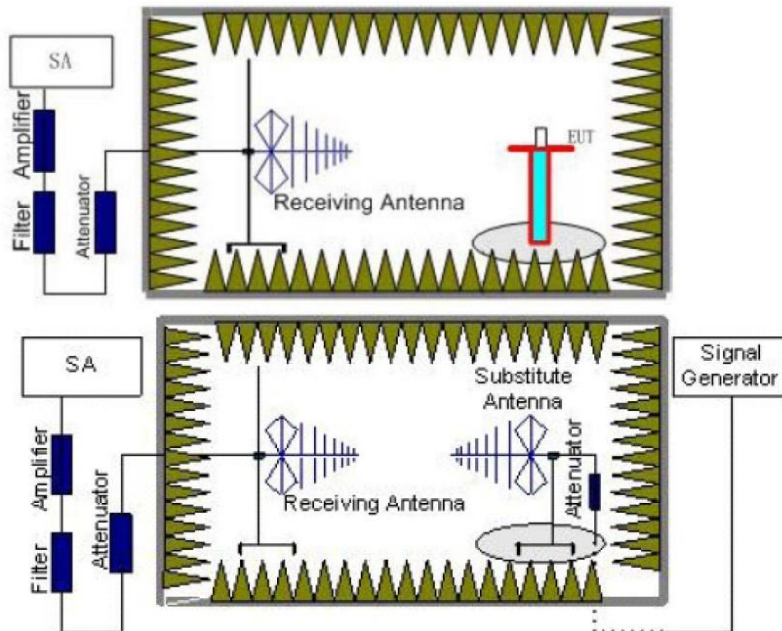 SA
Amplifier
Filter
Attenuator
EUT
Receiving Antenna
SA
Amplifier
Filter
Attenuator
Receiving Antenna
Substitute
Antenna
Attenuator
Signal
Generator